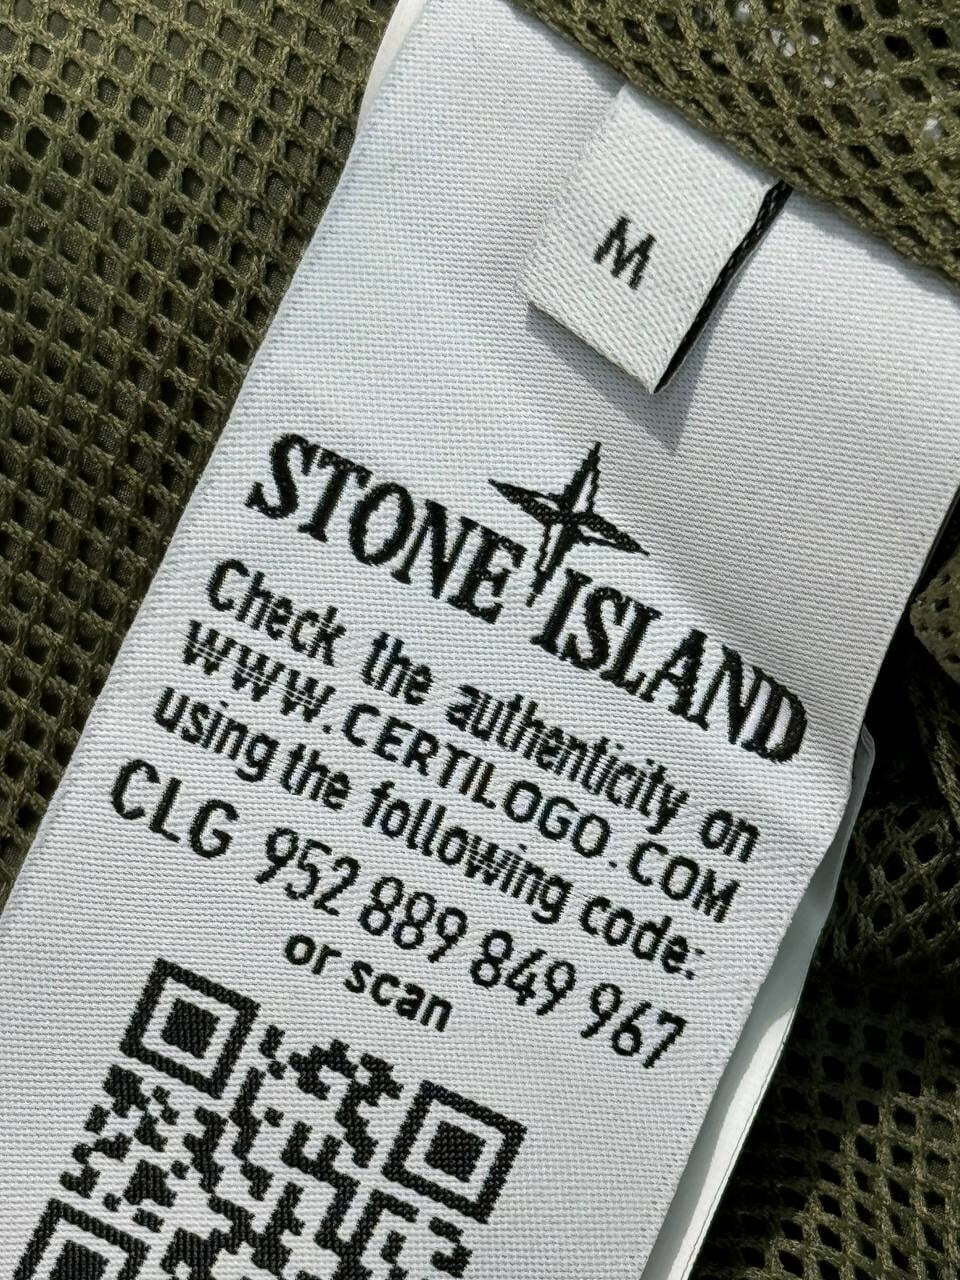 M
STONE ISLAND
Check the authenticity on
WWW.CERTILOGO.COM
using the following code:
CLG 952 889 849 967
or scan